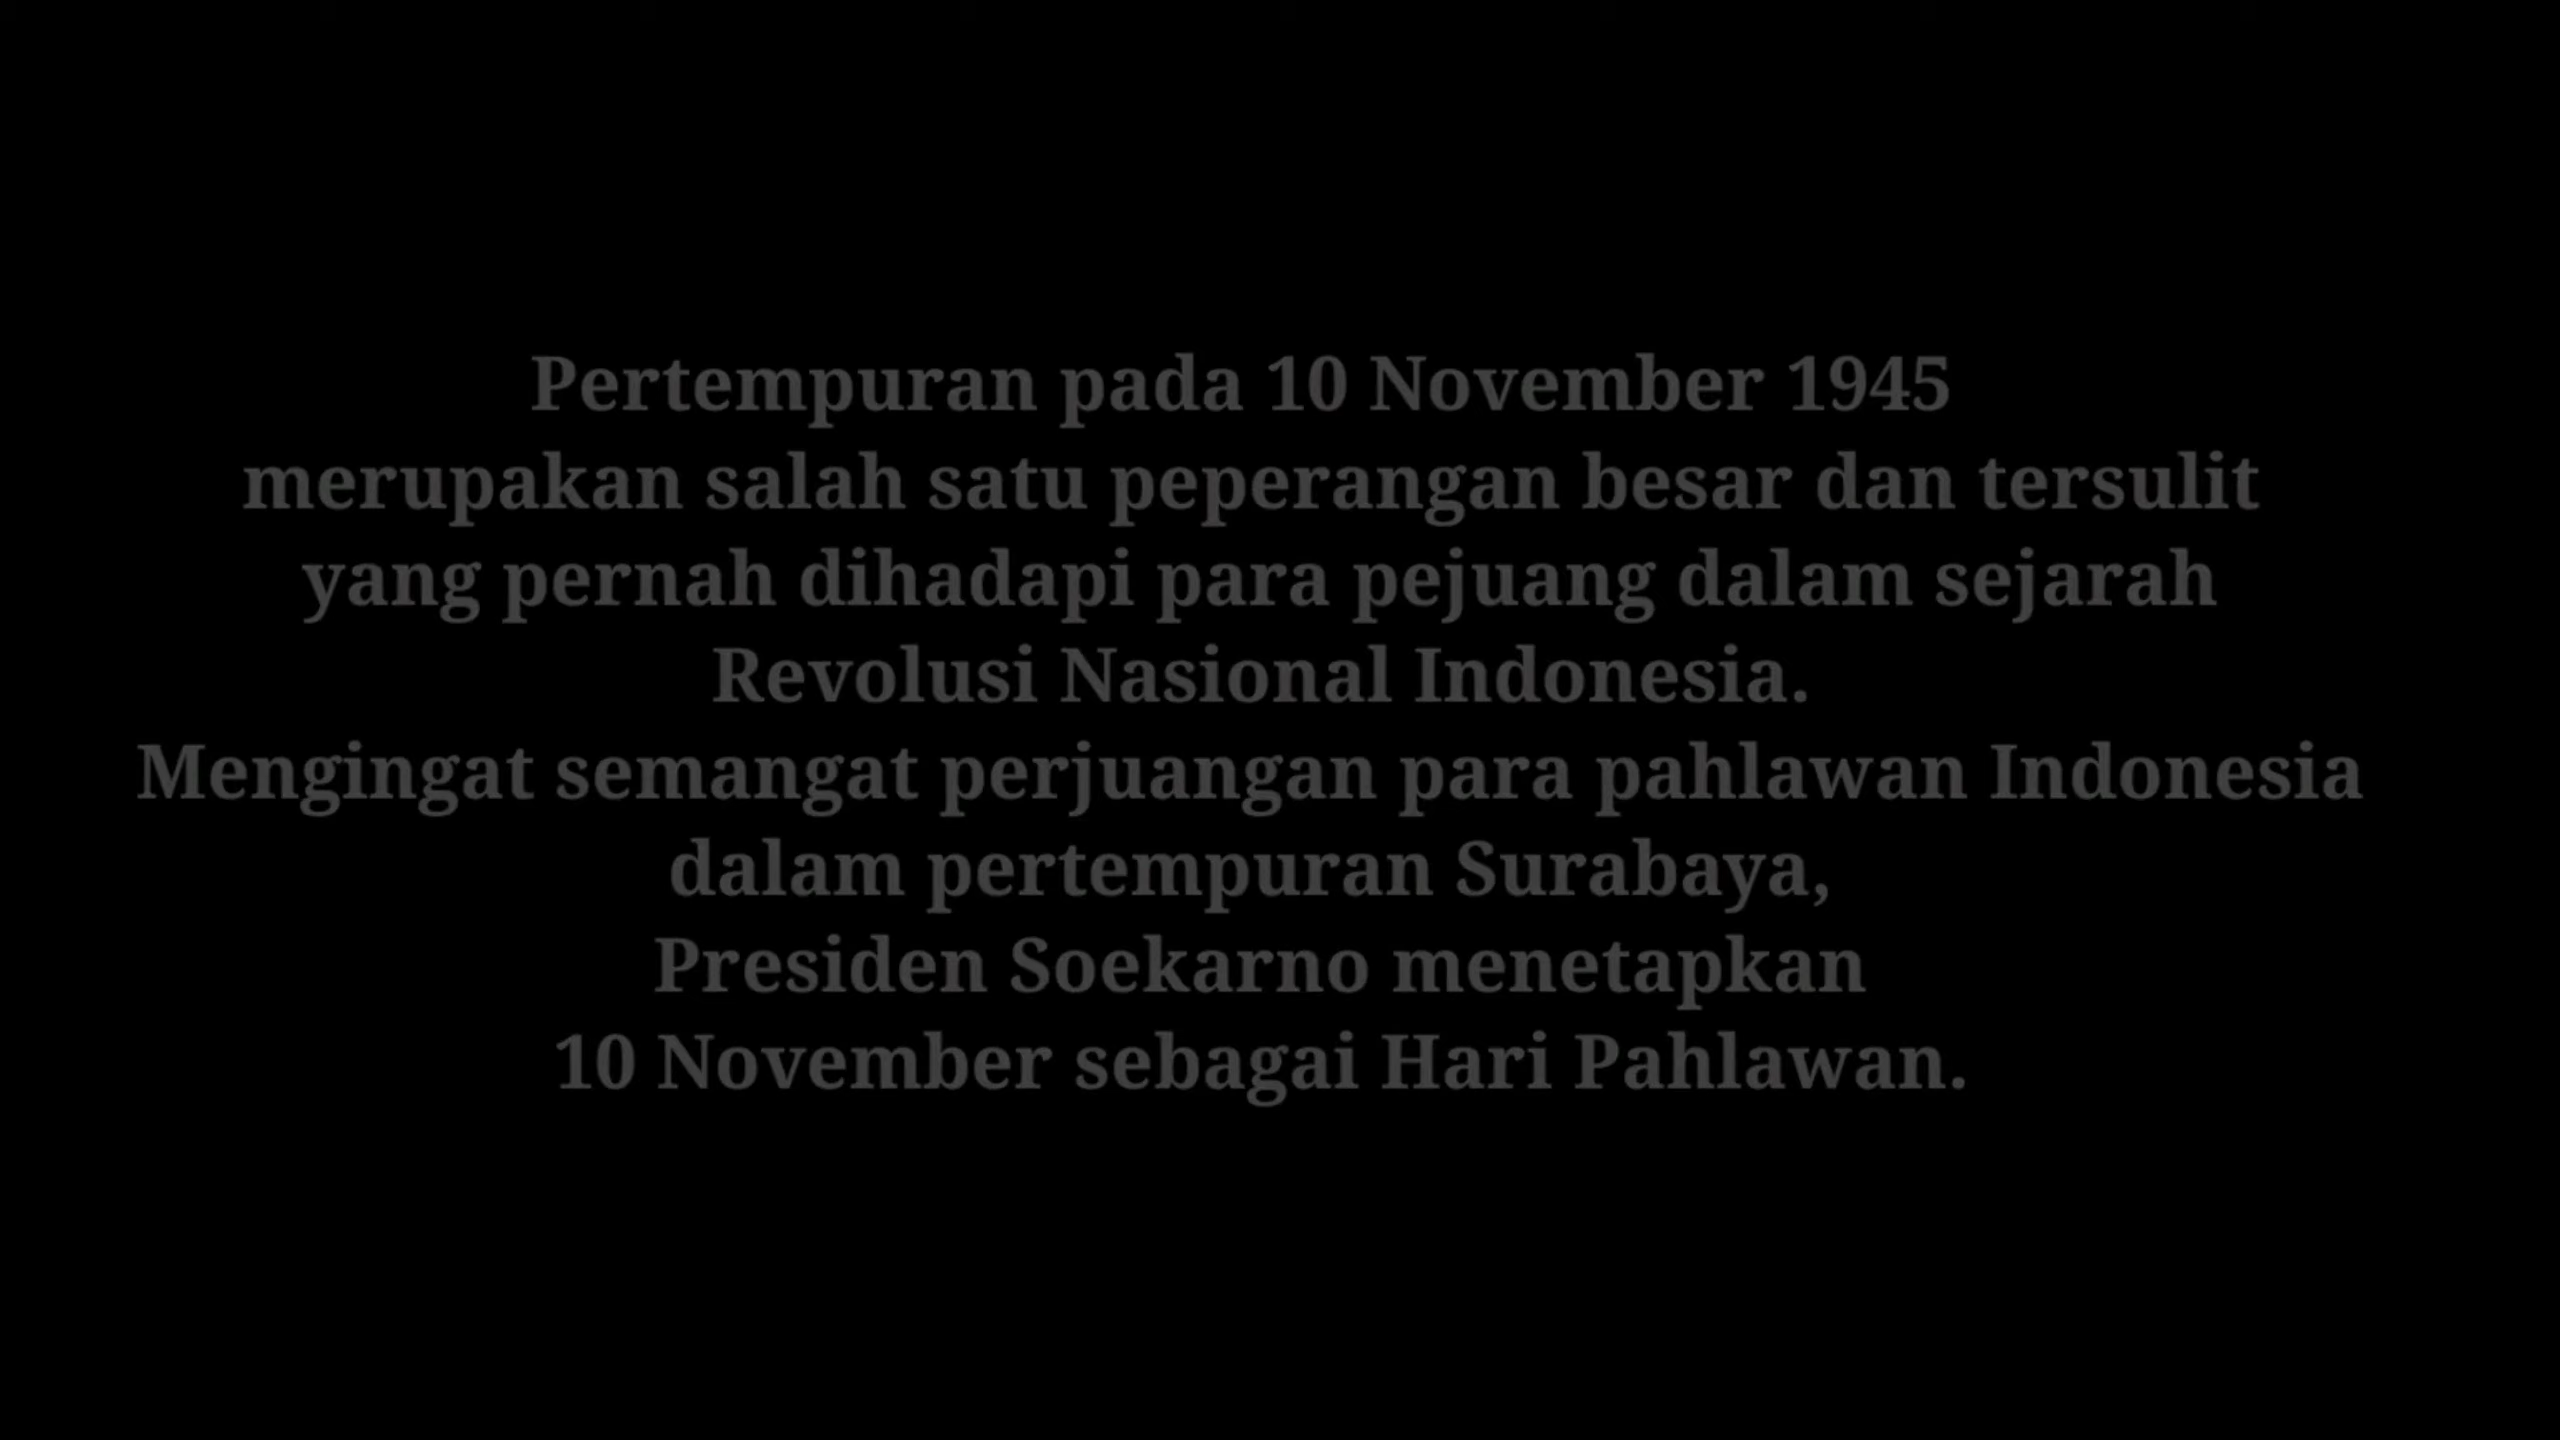 Pertempuran pada 10 November 1945
merupakan salah satu peperangan besar dan tersulit
yang pernah dihadapi para pejuang dalam sejarah
Revolusi Nasional Indonesia.
Mengingat semangat perjuangan para pahlawan Indonesia
dalam pertempuran Surabaya,
Presiden Soekarno menetapkan
10 November sebagai Hari Pahlawan.